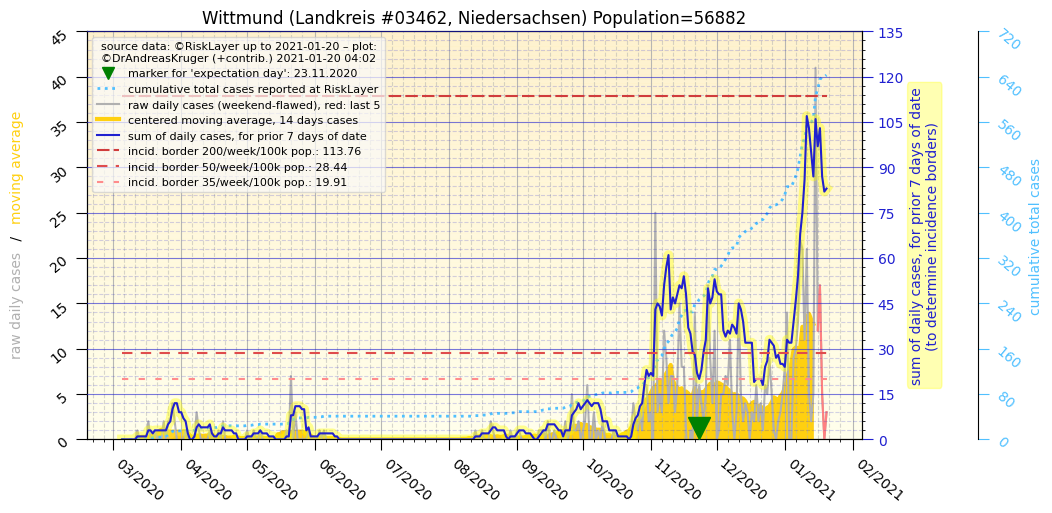 Wittmund (Landkreis #03462, Niedersachsen) Population=56882
source data: ©RiskLayer up to 2021-01-20 – plot:
©DrAndreasKruger (+contrib.) 2021-01-20 04:02
marker for 'expectation day': 23.11.2020
cumulative total cases reported at RiskLayer
raw daily cases (weekend-flawed), red: last 5
centered moving average, 14 days cases
sum of daily cases, for prior 7 days of date
incid. border 200/week/100k pop.: 113.76
incid. border 50/week/100k pop.: 28.44
incid. border 35/week/100k pop.: 19.91
raw daily cases / moving average
45
40
35
30
25
20
15
10
5
0
03/2020
04/2020
05/2020
06/2020
07/2020
08/2020
09/2020
10/2020
11/2020
12/2020
01/2021
02/2021
135
120
105
90
75
60
45
30
15
0
sum of daily cases, for prior 7 days of date
(to determine incidence borders)
720
640
560
480
400
320
240
160
80
0
cumulative total cases